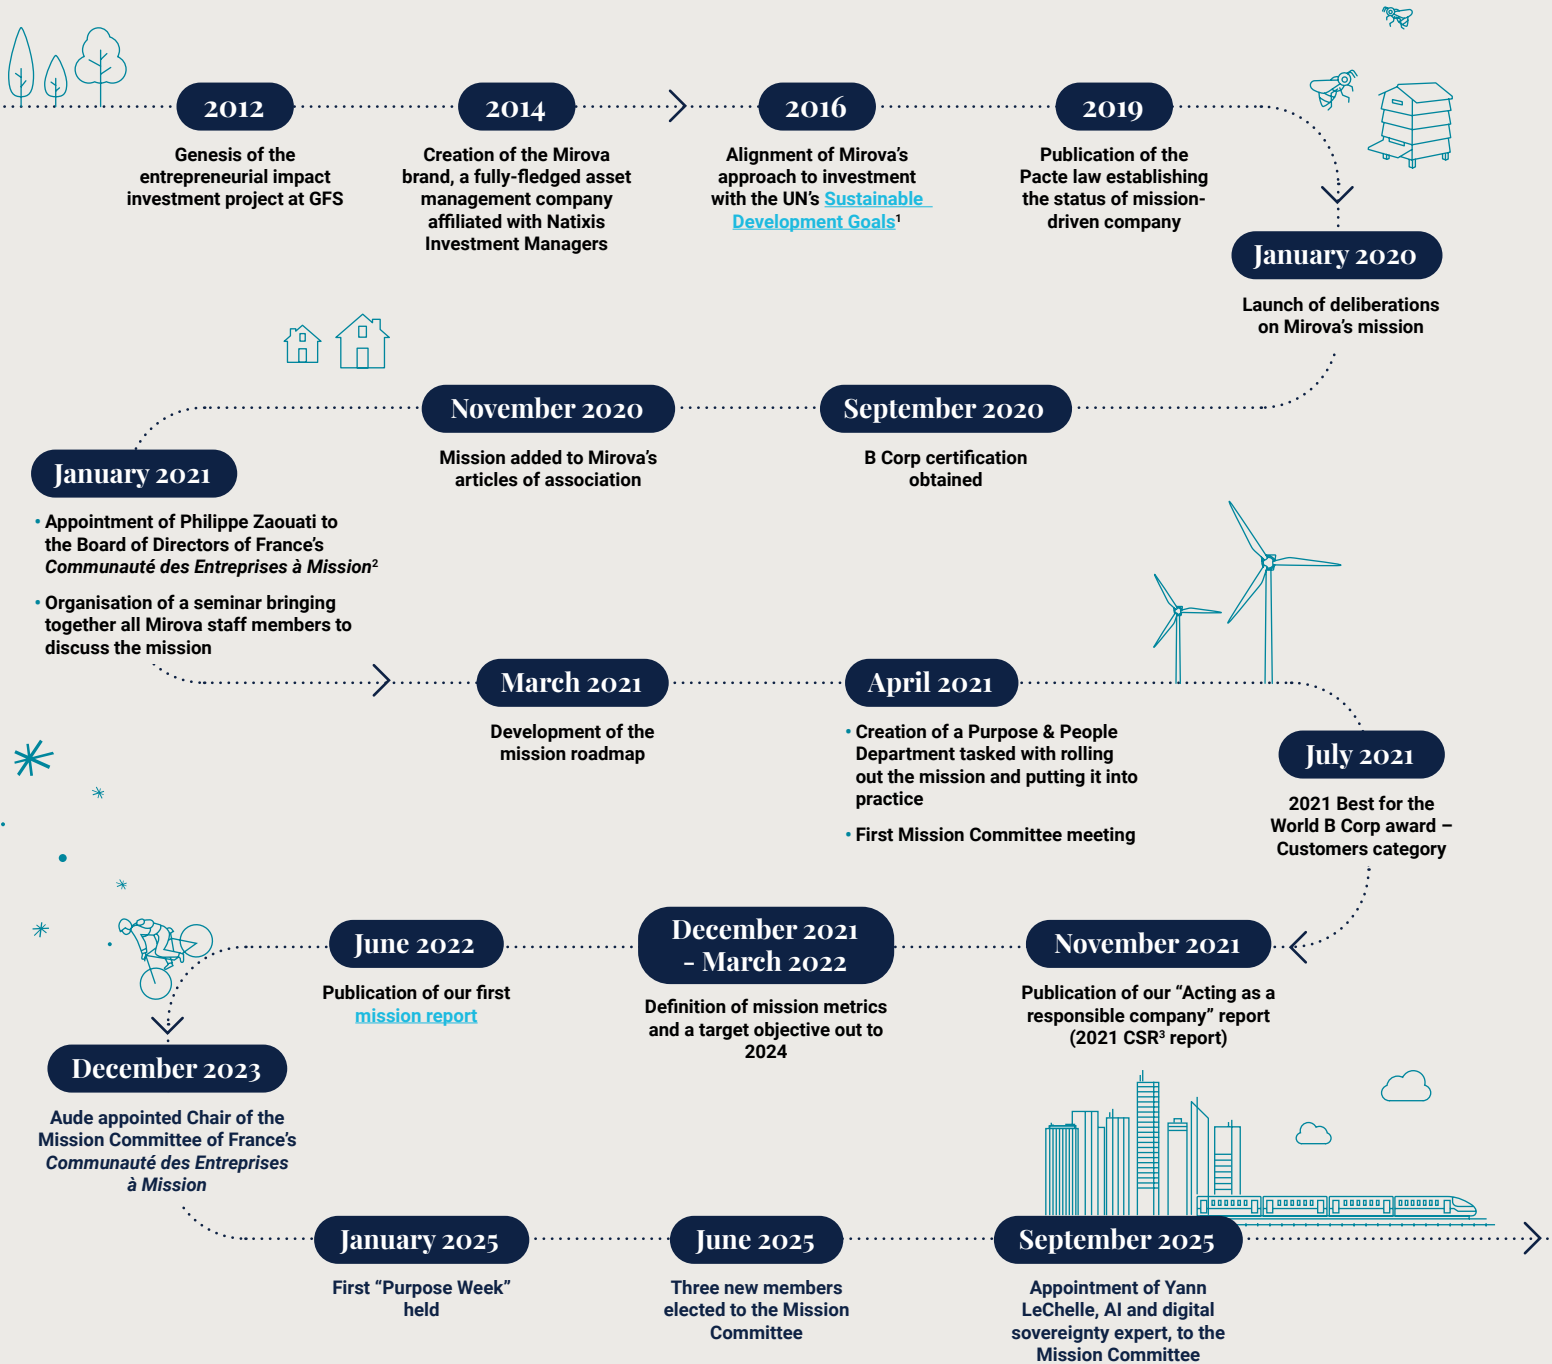 2012
Genesis of the
entrepreneurial impact
investment project at GFS
2014
Creation of the Mirova
brand, a fully-fledged asset
management company
affiliated with Natixis
Investment Managers
2016
Alignment of Mirova's
approach to investment
with the UN's Sustainable
Development Goals¹
2019
Publication of the
Pacte law establishing
the status of mission-
driven company
January 2020
Launch of deliberations
on Mirova's mission
September 2020
B Corp certification
obtained
November 2020
Mission added to Mirova's
articles of association
January 2021
• Appointment of Philippe Zaouati to
the Board of Directors of France's
Communauté des Entreprises à Mission²
• Organisation of a seminar bringing
together all Mirova staff members to
discuss the mission
March 2021
Development of the
mission roadmap
April 2021
• Creation of a Purpose & People
Department tasked with rolling
out the mission and putting it into
practice
• First Mission Committee meeting
July 2021
2021 Best for the
World B Corp award –
Customers category
November 2021
Publication of our “Acting as a
responsible company” report
(2021 CSR³ report)
December 2021
- March 2022
Definition of mission metrics
and a target objective out to
2024
June 2022
Publication of our first
mission report
December 2023
Aude appointed Chair of the
Mission Committee of France's
Communauté des Entreprises
à Mission
January 2025
First “Purpose Week”
held
June 2025
Three new members
elected to the Mission
Committee
September 2025
Appointment of Yann
LeChelle, AI and digital
sovereignty expert, to the
Mission Committee